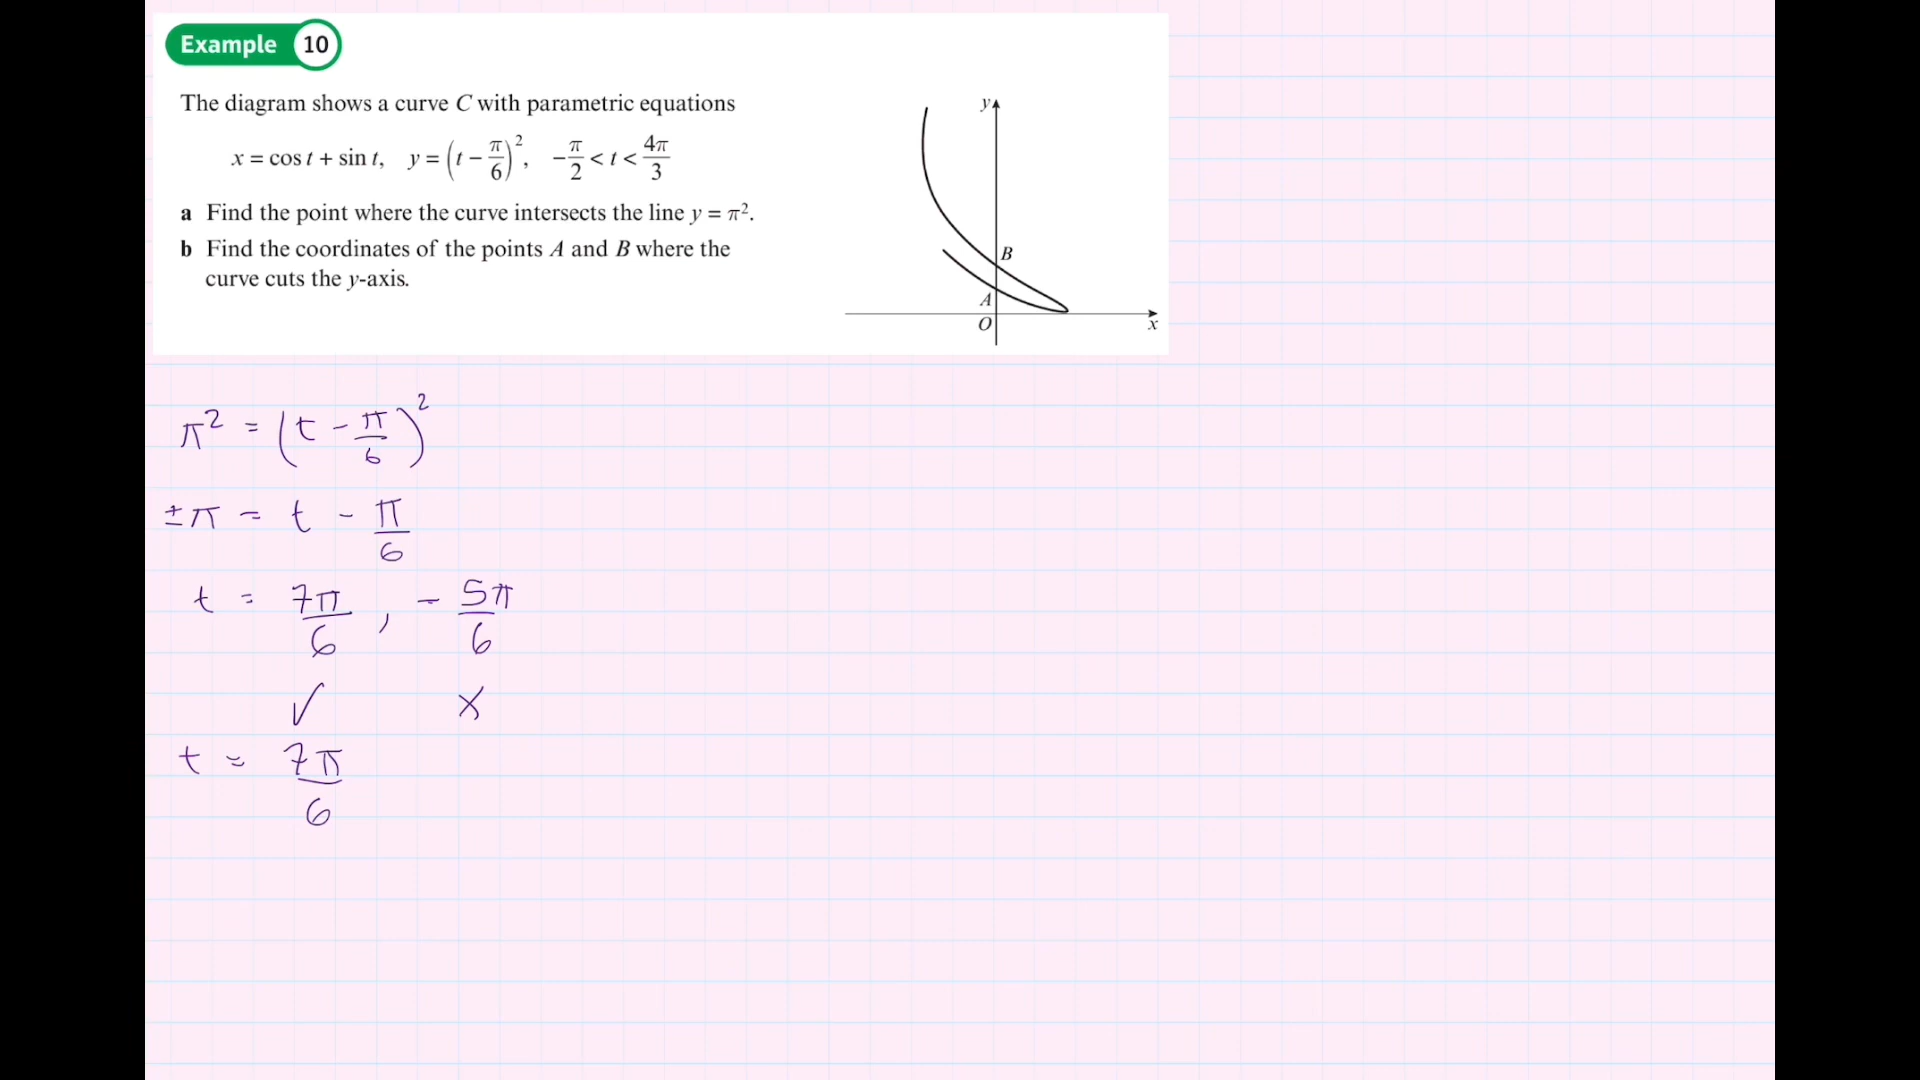 Example 10
The diagram shows a curve C with parametric equations
x = cos t + sin t, y = (t − π/6)², −π/2 < t < 4π/3
a Find the point where the curve intersects the line y = π².
b Find the coordinates of the points A and B where the
curve cuts the y-axis.
y
B
A
O
x
π² = (t − π/6)²
±π = t − π/6
t = 7π/6 , − 5π/6
✓ x
t = 7π/6